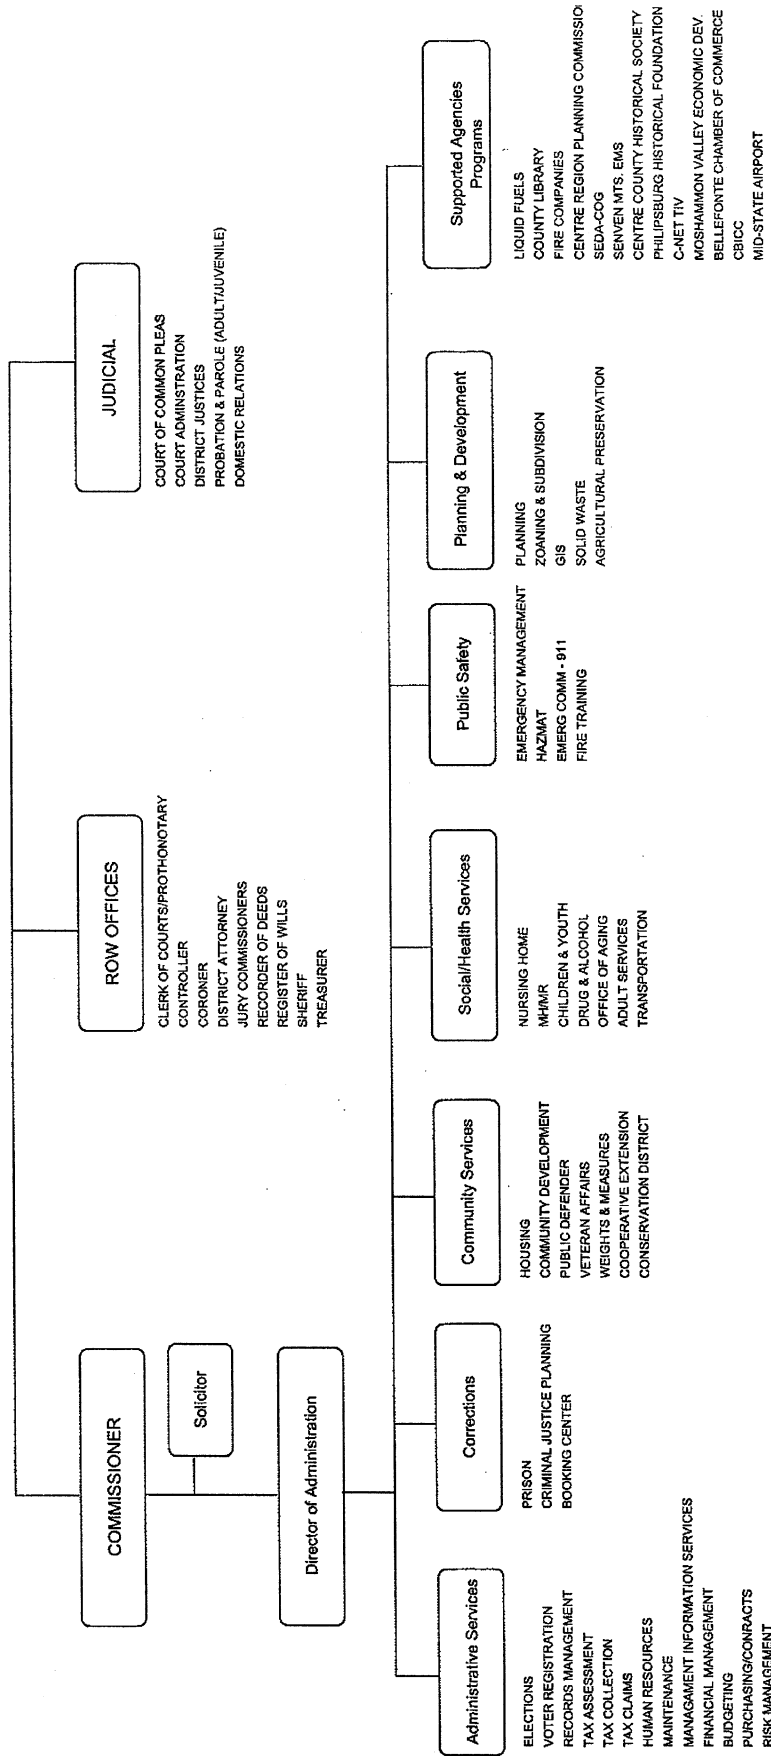 COMMISSIONER
Solicitor
Director of Administration
ROW OFFICES
CLERK OF COURTS/PROTHONOTARY
CONTROLLER
CORONER
DISTRICT ATTORNEY
JURY COMMISSIONERS
RECORDER OF DEEDS
REGISTER OF WILLS
SHERIFF
TREASURER
JUDICIAL
COURT OF COMMON PLEAS
COURT ADMINSTRATION
DISTRICT JUSTICES
PROBATION & PAROLE (ADULT/JUVENILE)
DOMESTIC RELATIONS
Administrative Services
ELECTIONS
VOTER REGISTRATION
RECORDS MANAGEMENT
TAX ASSESSMENT
TAX COLLECTION
TAX CLAIMS
HUMAN RESOURCES
MAINTENANCE
MANAGAMENT INFORMATION SERVICES
FINANCIAL MANAGEMENT
BUDGETING
PURCHASING/CONRACTS
RISK MANAGEMENT
Corrections
PRISON
CRIMINAL JUSTICE PLANNING
BOOKING CENTER
Community Services
HOUSING
COMMUNITY DEVELOPMENT
PUBLIC DEFENDER
VETERAN AFFAIRS
WEIGHTS & MEASURES
COOPERATIVE EXTENSION
CONSERVATION DISTRICT
Social/Health Services
NURSING HOME
MH/MR
CHILDREN & YOUTH
DRUG & ALCOHOL
OFFICE OF AGING
ADULT SERVICES
TRANSPORTATION
Public Safety
EMERGENCY MANAGEMENT
HAZMAT
EMERG COMM - 911
FIRE TRAINING
Planning & Development
PLANNING
ZOANING & SUBDIVISION
GIS
SOLID WASTE
AGRICULTURAL PRESERVATION
Supported Agencies
Programs
LIQUID FUELS
COUNTY LIBRARY
FIRE COMPANIES
CENTRE REGION PLANNING COMMISSIO
SEDA-COG
SENVEN MTS. EMS
CENTRE COUNTY HISTORICAL SOCIETY
PHILIPSBURG HISTORICAL FOUNDATION
C-NET TIV
MOSHAMMON VALLEY ECONOMIC DEV.
BELLEFONTE CHAMBER OF COMMERCE
CBICC
MID-STATE AIRPORT